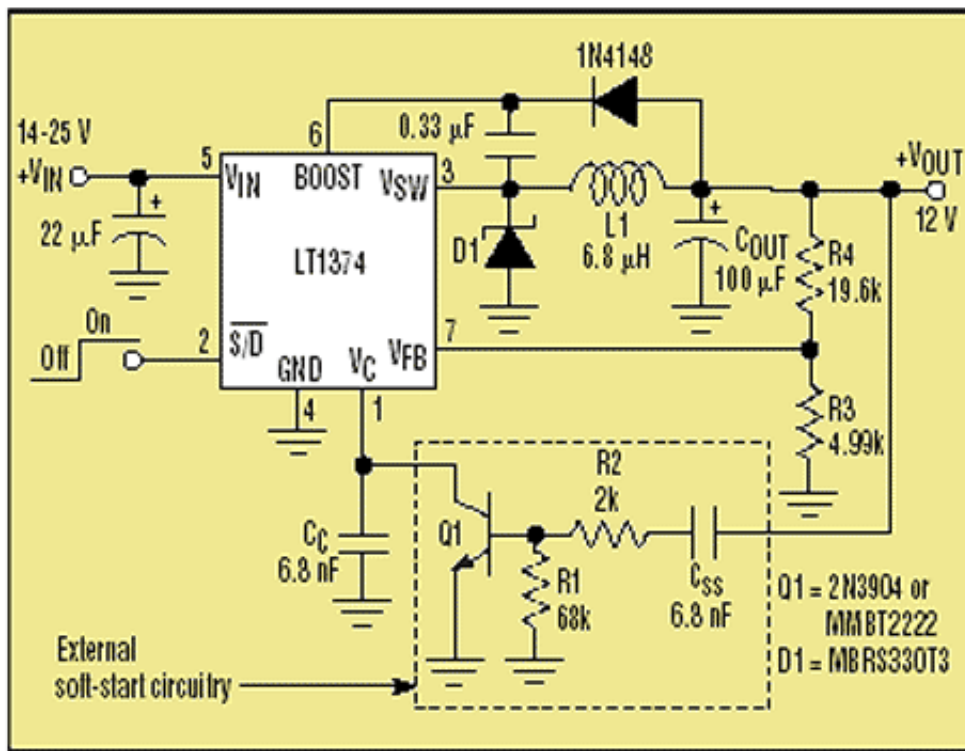 1N4148
14-25 V
+VIN
5
6
0.33 µF
3
+VOUT
12 V
VIN
BOOST
VSW
22 µF
LT1374
D1
L1
6.8 µH
COUT
100 µF
R4
19.6k
On
Off
2
S/D
GND
VC
VFB
7
4
1
R3
4.99k
R2
2k
Q1
CC
6.8 nF
R1
68k
CSS
6.8 nF
Q1 = 2N3904 or
MMBT2222
D1 = MBRS330T3
External
soft-start circuitry